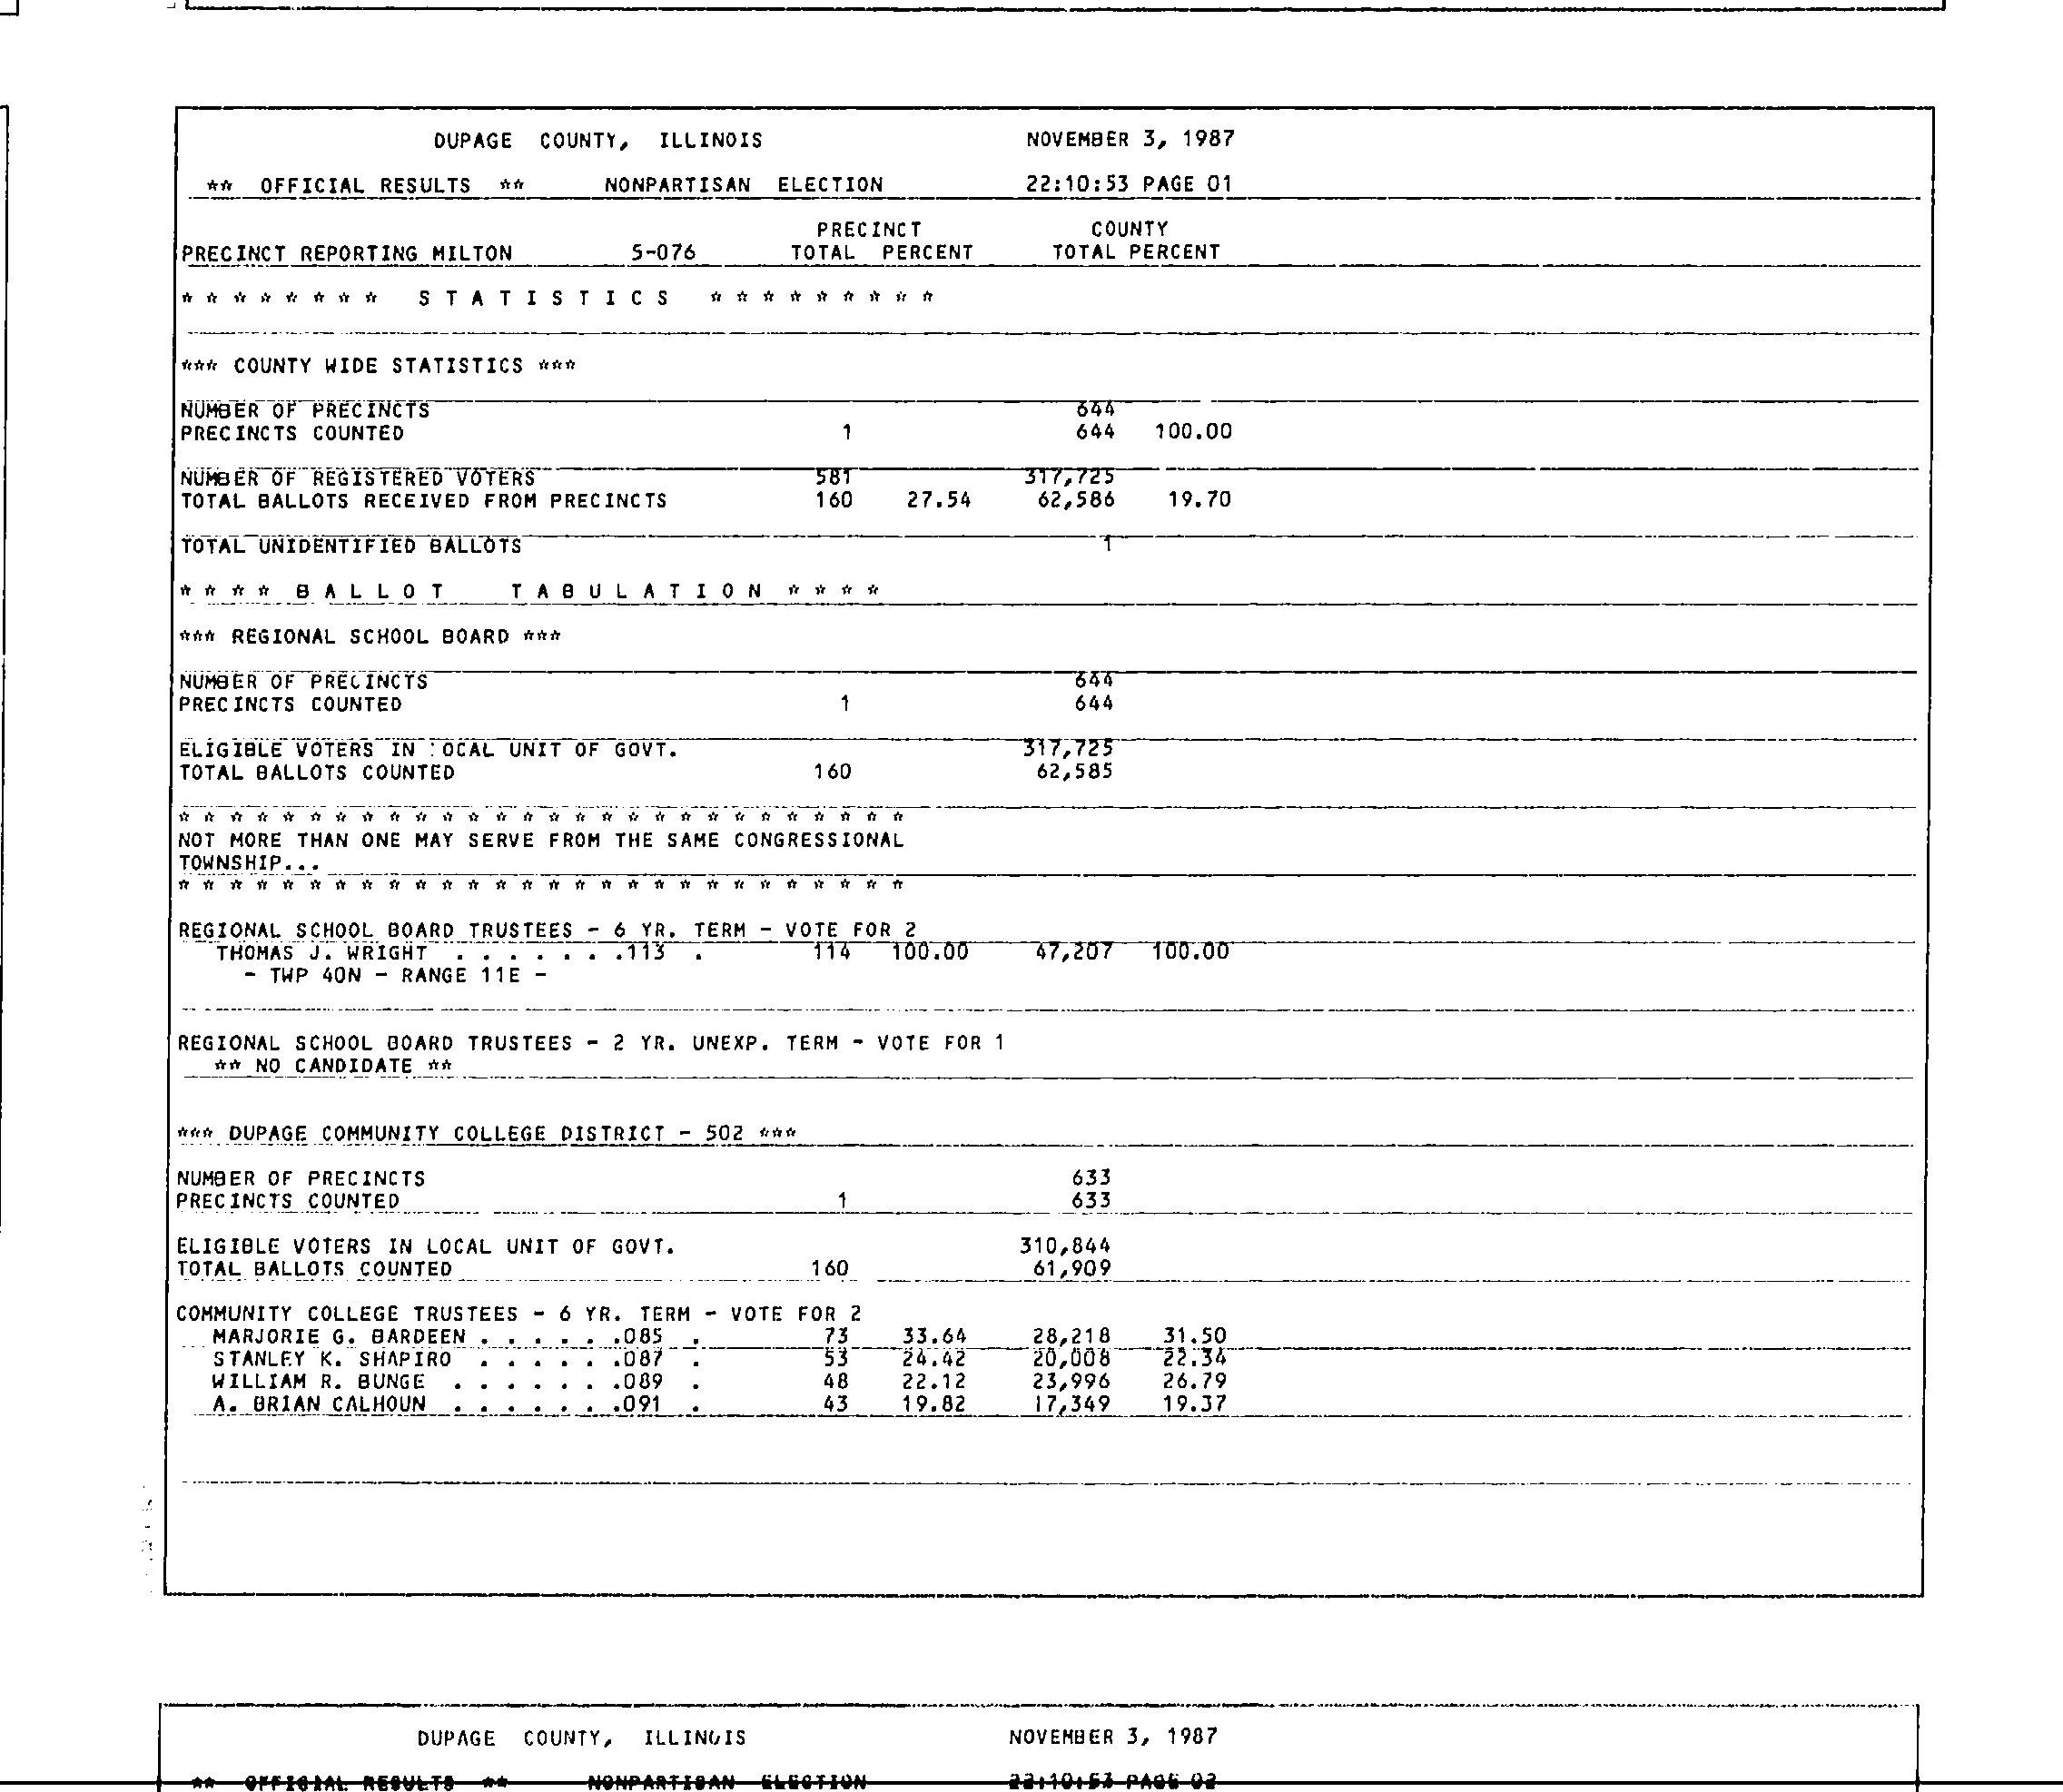 DUPAGE COUNTY, ILLINOIS NOVEMBER 3, 1987
** OFFICIAL RESULTS ** NONPARTISAN ELECTION 22:10:53 PAGE 01
PRECINCT COUNTY
PRECINCT REPORTING MILTON 5-076 TOTAL PERCENT TOTAL PERCENT
* * * * * * * * S T A T I S T I C S * * * * * * * * *
*** COUNTY WIDE STATISTICS ***
NUMBER OF PRECINCTS 644
PRECINCTS COUNTED 1 644 100.00
NUMBER OF REGISTERED VOTERS 581 317,725
TOTAL BALLOTS RECEIVED FROM PRECINCTS 160 27.54 62,586 19.70
TOTAL UNIDENTIFIED BALLOTS 1
* * * * B A L L O T T A B U L A T I O N * * * *
*** REGIONAL SCHOOL BOARD ***
NUMBER OF PRECINCTS 644
PRECINCTS COUNTED 1 644
ELIGIBLE VOTERS IN LOCAL UNIT OF GOVT. 317,725
TOTAL BALLOTS COUNTED 160 62,585
* * * * * * * * * * * * * * * * * * * * * * * * * * * *
NOT MORE THAN ONE MAY SERVE FROM THE SAME CONGRESSIONAL
TOWNSHIP...
* * * * * * * * * * * * * * * * * * * * * * * * * * * *
REGIONAL SCHOOL BOARD TRUSTEES - 6 YR. TERM - VOTE FOR 2
THOMAS J. WRIGHT . . . . . . .113 . 114 100.00 47,207 100.00
- TWP 40N - RANGE 11E -
REGIONAL SCHOOL BOARD TRUSTEES - 2 YR. UNEXP. TERM - VOTE FOR 1
** NO CANDIDATE **
*** DUPAGE COMMUNITY COLLEGE DISTRICT - 502 ***
NUMBER OF PRECINCTS 633
PRECINCTS COUNTED 1 633
ELIGIBLE VOTERS IN LOCAL UNIT OF GOVT. 310,844
TOTAL BALLOTS COUNTED 160 61,909
COMMUNITY COLLEGE TRUSTEES - 6 YR. TERM - VOTE FOR 2
MARJORIE G. BARDEEN . . . . . .085 . 73 33.64 28,218 31.50
STANLEY K. SHAPIRO . . . . . .087 . 53 24.42 20,008 22.34
WILLIAM R. BUNGE . . . . . . .089 . 48 22.12 23,996 26.79
A. BRIAN CALHOUN . . . . . . .091 . 43 19.82 17,349 19.37
DUPAGE COUNTY, ILLINOIS NOVEMBER 3, 1987
** OFFICIAL RESULTS ** NONPARTISAN ELECTION 22:10:53 PAGE 02